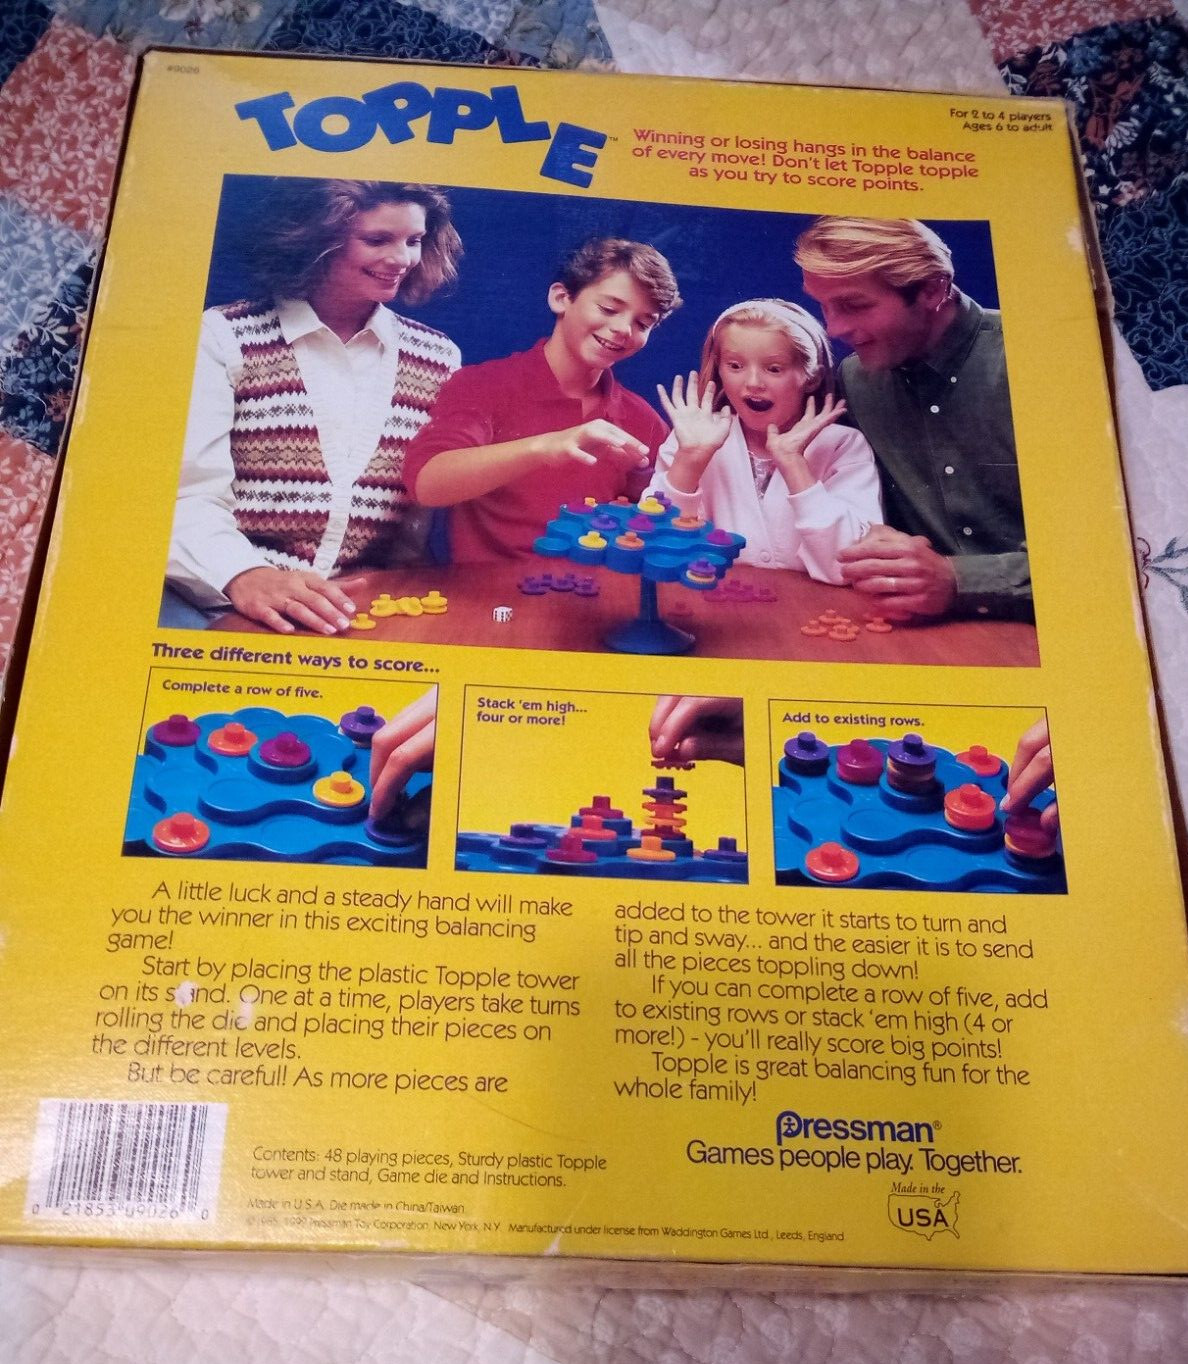 #9026
TOPPLE™
Winning or losing hangs in the balance
of every move! Don't let Topple topple
as you try to score points.
For 2 to 4 players
Ages 6 to adult
Three different ways to score...
Complete a row of five.
Stack 'em high...
four or more!
Add to existing rows.
A little luck and a steady hand will make
you the winner in this exciting balancing
game!
Start by placing the plastic Topple tower
on its stand. One at a time, players take turns
rolling the die and placing their pieces on
the different levels.
But be careful! As more pieces are
added to the tower it starts to turn and
tip and sway... and the easier it is to send
all the pieces toppling down!
If you can complete a row of five, add
to existing rows or stack 'em high (4 or
more!) - you'll really score big points!
Topple is great balancing fun for the
whole family!
Pressman®
Games people play. Together.
Made in the
USA
0 21853 09026 0
Contents: 48 playing pieces, Sturdy plastic Topple
tower and stand, Game die and Instructions.
Made in U.S.A. Die made in China/Taiwan
Pressman Toy Corporation, New York, N.Y. Manufactured under license from Waddington Games Ltd., Leeds, England